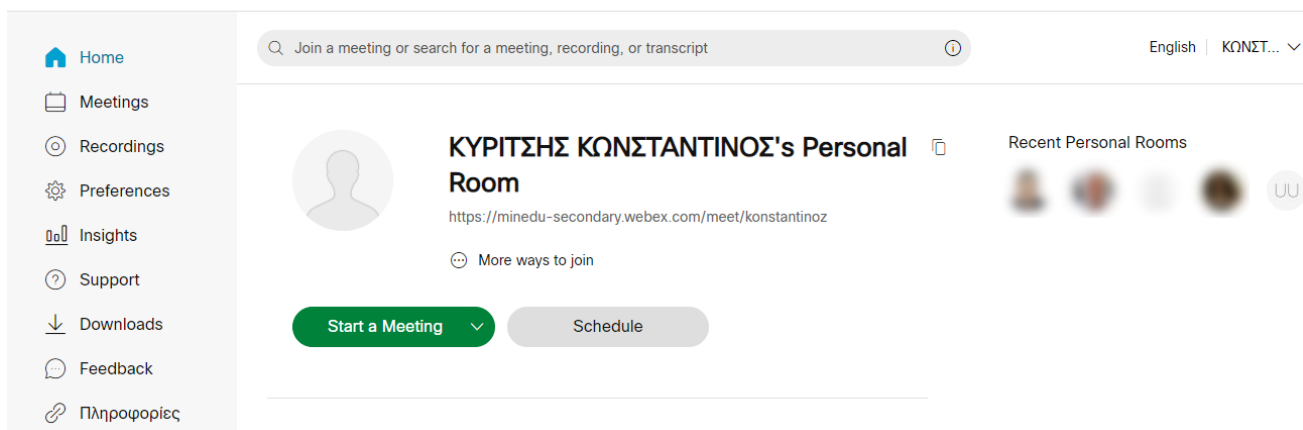 Home
Meetings
Recordings
Preferences
Insights
Support
Downloads
Feedback
Πληροφορίες
Join a meeting or search for a meeting, recording, or transcript
English
ΚΩΝΣΤ...
ΚΥΡΙΤΣΗΣ ΚΩΝΣΤΑΝΤΙΝΟΣ's Personal
Room
https://minedu-secondary.webex.com/meet/konstantinoz
More ways to join
Start a Meeting
Schedule
Recent Personal Rooms
UU